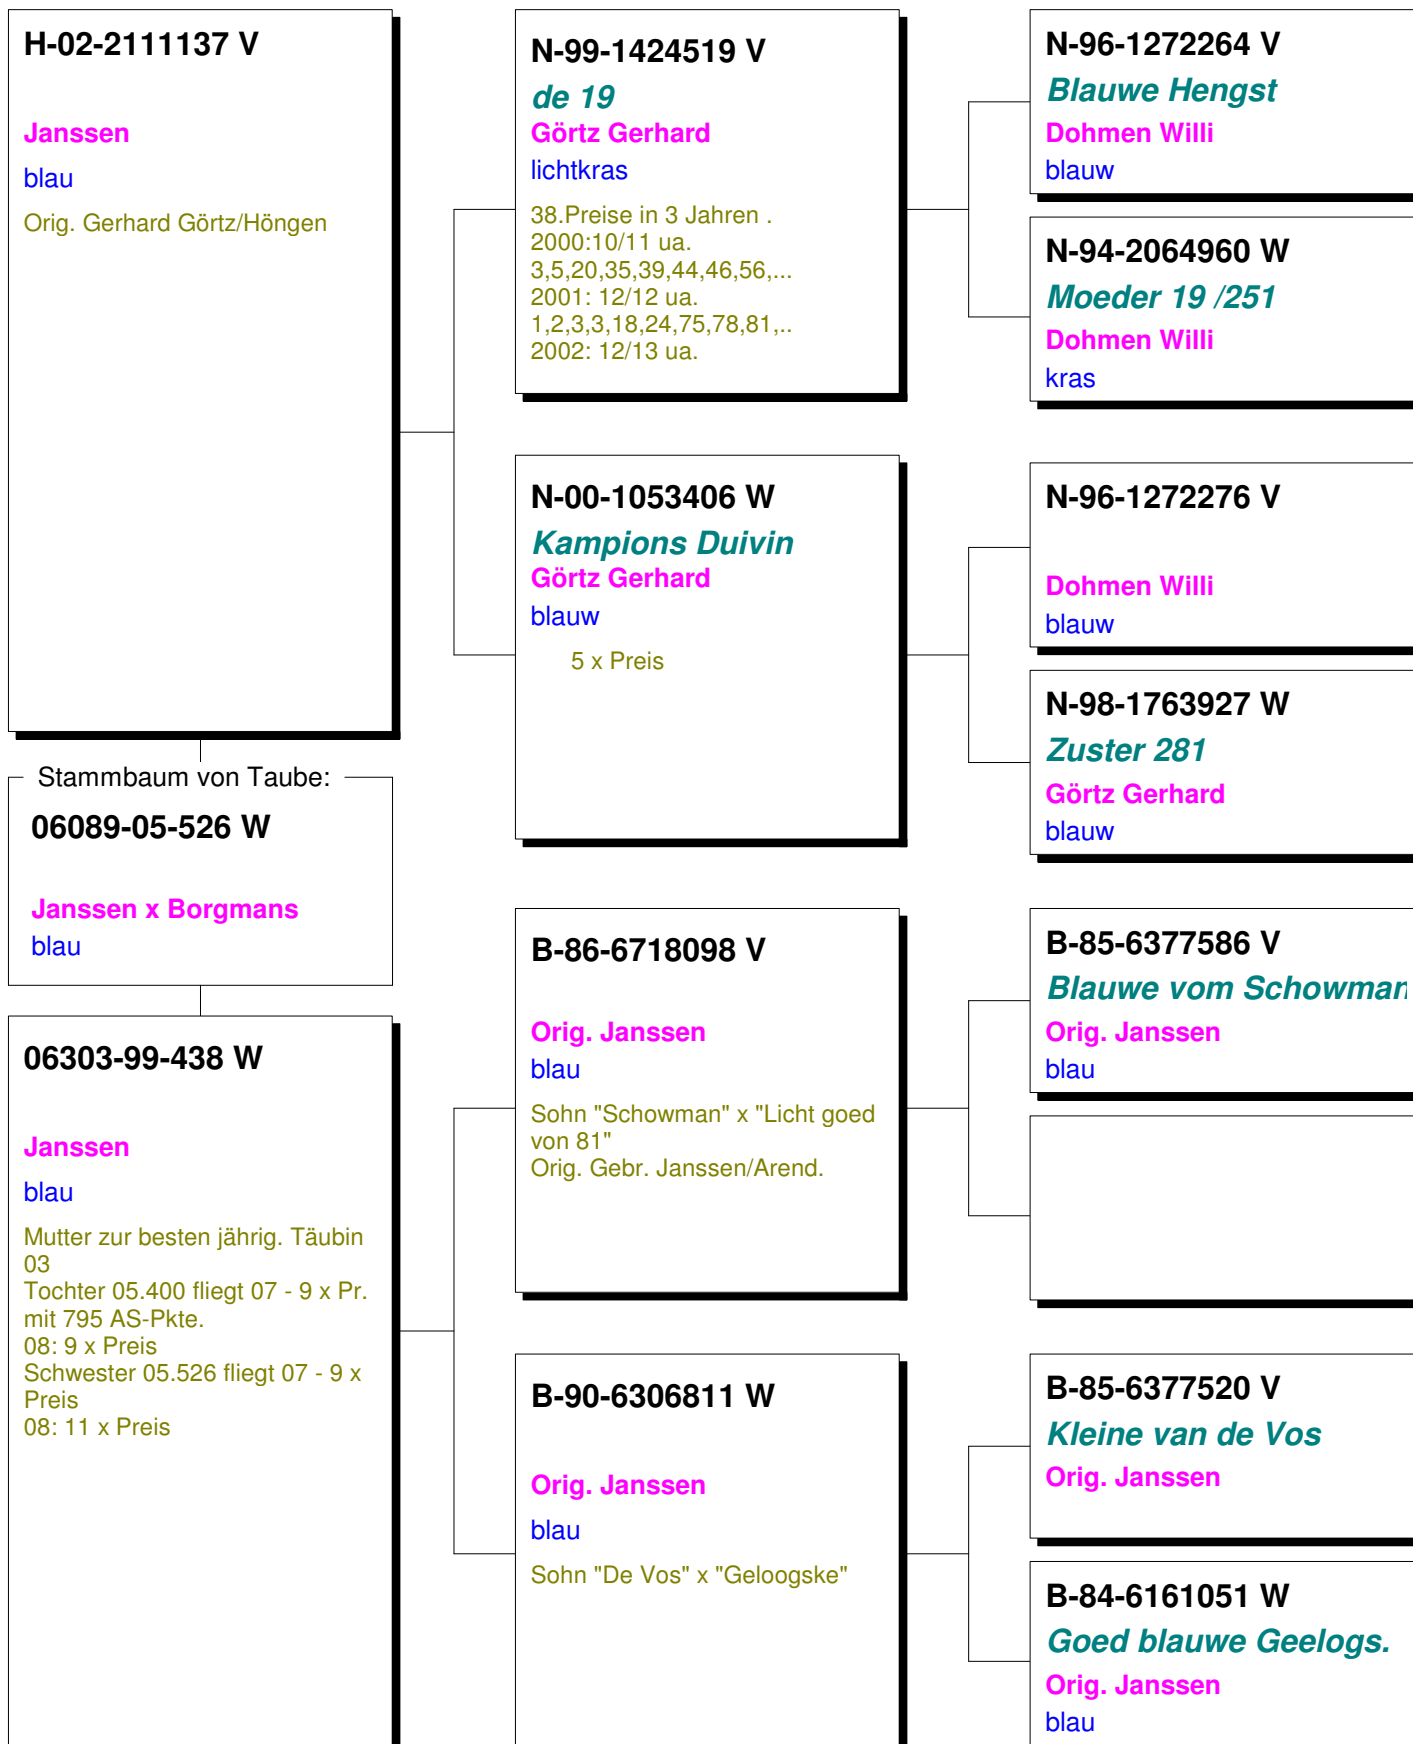 H-02-2111137 V
Janssen
blau
Orig. Gerhard Görtz/Höngen
Stammbaum von Taube:
06089-05-526 W
Janssen x Borgmans
blau
06303-99-438 W
Janssen
blau
Mutter zur besten jährig. Täubin
03
Tochter 05.400 fliegt 07 - 9 x Pr.
mit 795 AS-Pkte.
08: 9 x Preis
Schwester 05.526 fliegt 07 - 9 x
Preis
08: 11 x Preis
N-99-1424519 V
de 19
Görtz Gerhard
lichtkras
38.Preise in 3 Jahren .
2000:10/11 ua.
3,5,20,35,39,44,46,56,...
2001: 12/12 ua.
1,2,3,3,18,24,75,78,81,..
2002: 12/13 ua.
N-00-1053406 W
Kampions Duivin
Görtz Gerhard
blauw
5 x Preis
B-86-6718098 V
Orig. Janssen
blau
Sohn "Schowman" x "Licht goed
von 81"
Orig. Gebr. Janssen/Arend.
B-90-6306811 W
Orig. Janssen
blau
Sohn "De Vos" x "Geloogske"
N-96-1272264 V
Blauwe Hengst
Dohmen Willi
blauw
N-94-2064960 W
Moeder 19 /251
Dohmen Willi
kras
N-96-1272276 V
Dohmen Willi
blauw
N-98-1763927 W
Zuster 281
Görtz Gerhard
blauw
B-85-6377586 V
Blauwe vom Schowman
Orig. Janssen
blau
B-85-6377520 V
Kleine van de Vos
Orig. Janssen
B-84-6161051 W
Goed blauwe Geelogs.
Orig. Janssen
blau